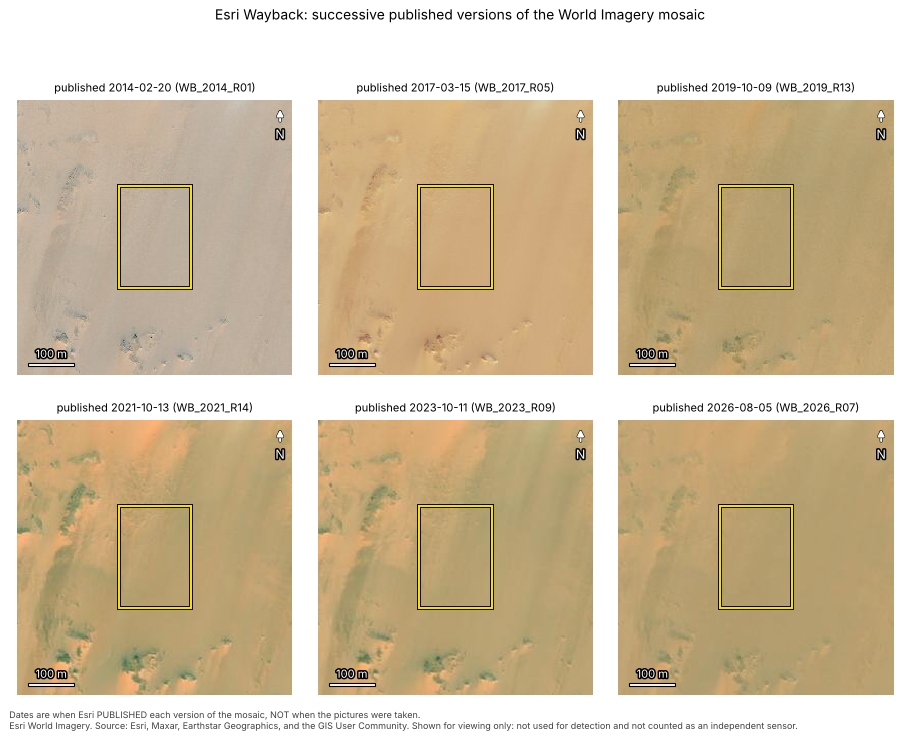 Esri Wayback: successive published versions of the World Imagery mosaic
published 2014-02-20 (WB_2014_R01)
published 2017-03-15 (WB_2017_R05)
published 2019-10-09 (WB_2019_R13)
N
N
N
100 m
100 m
100 m
published 2021-10-13 (WB_2021_R14)
published 2023-10-11 (WB_2023_R09)
published 2026-08-05 (WB_2026_R07)
N
N
N
100 m
100 m
100 m
Dates are when Esri PUBLISHED each version of the mosaic, NOT when the pictures were taken.
Esri World Imagery. Source: Esri, Maxar, Earthstar Geographics, and the GIS User Community. Shown for viewing only: not used for detection and not counted as an independent sensor.